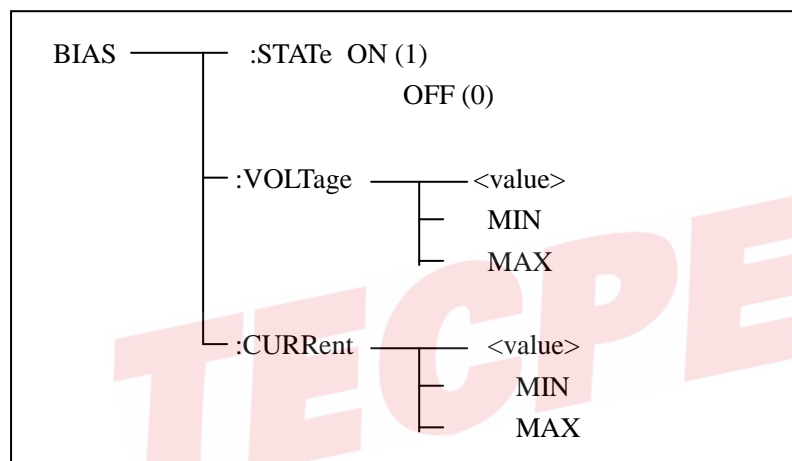 BIAS :STATe ON (1)
OFF (0)
:VOLTage <value>
MIN
MAX
:CURRent <value>
MIN
MAX
TECPE